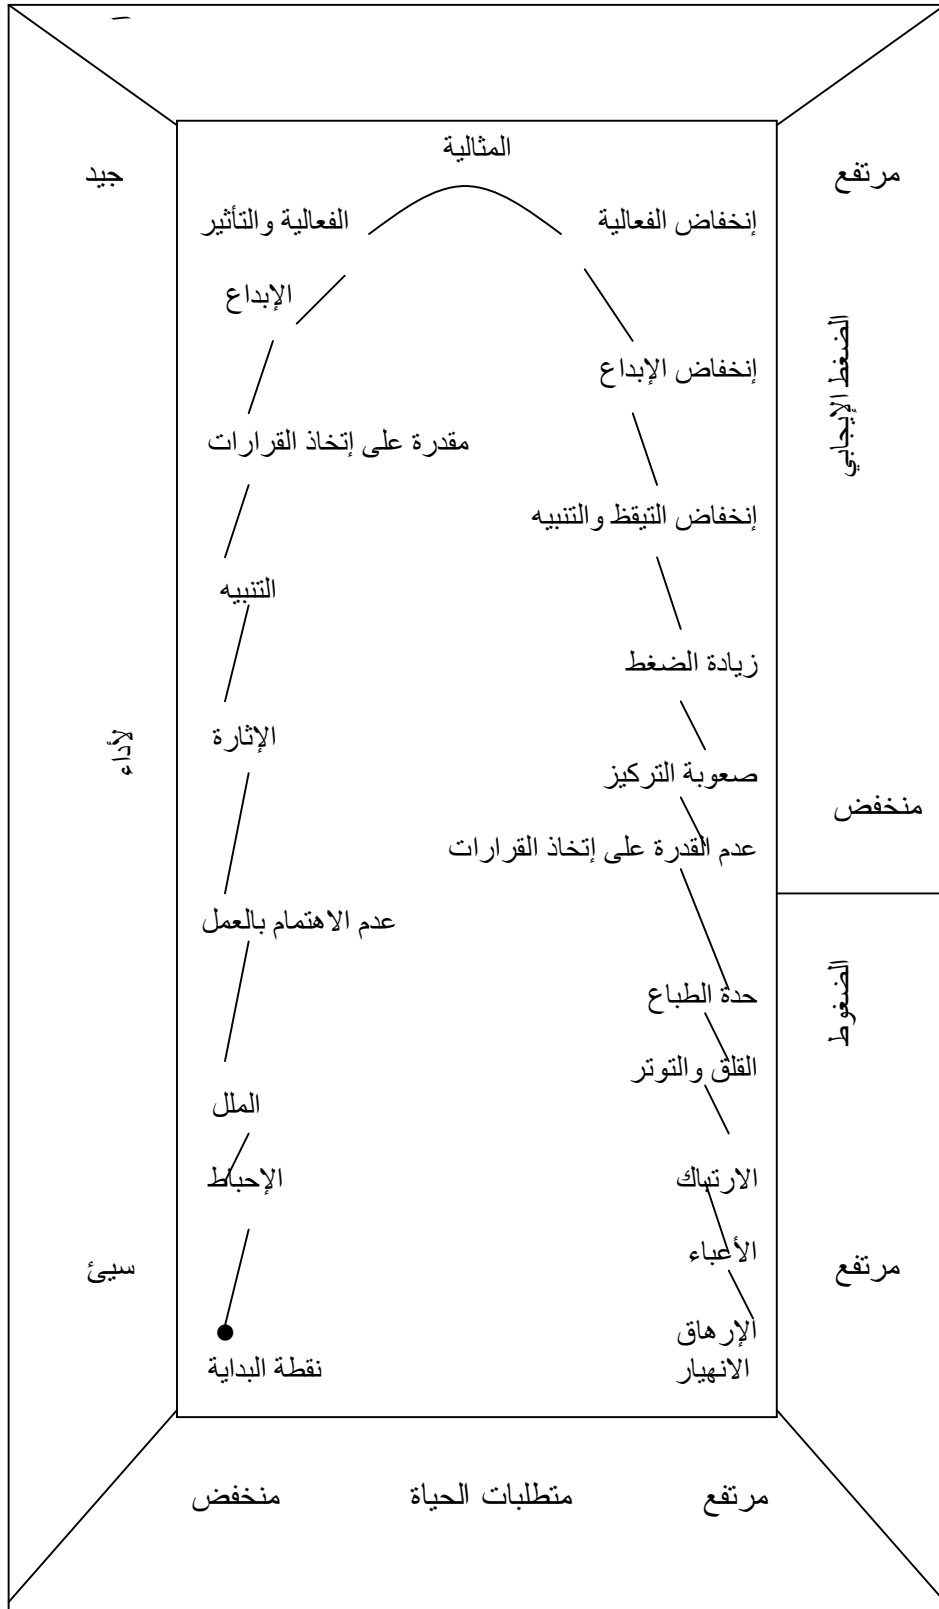 المثالية
مرتفع
جيد
إنخفاض الفعالية
الفعالية والتأثير
الإبداع
الضغط الإيجابي
إنخفاض الإبداع
مقدرة على إتخاذ القرارات
إنخفاض التيقظ والتنبيه
التنبيه
زيادة الضغط
الإثارة
لأداء
صعوبة التركيز
منخفض
عدم القدرة على إتخاذ القرارات
عدم الاهتمام بالعمل
الضغوط
حدة الطباع
القلق والتوتر
الملل
الارتباك
الإحباط
الأعباء
مرتفع
سيئ
الإرهاق
الانهيار
نقطة البداية
مرتفع متطلبات الحياة منخفض